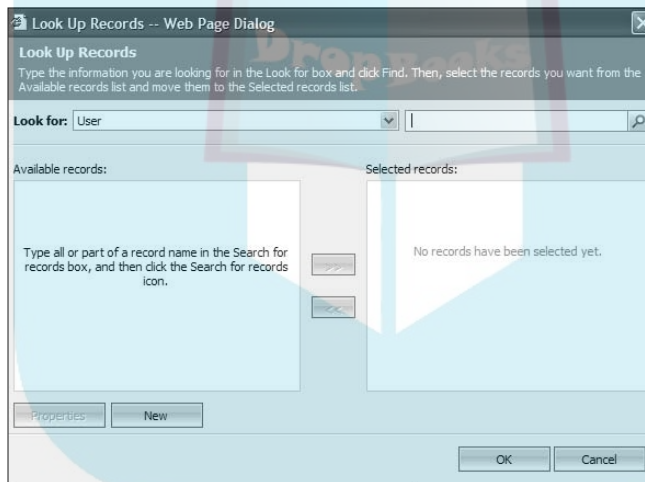 Look Up Records -- Web Page Dialog
DropBooks
Look Up Records
Type the information you are looking for in the Look for box and click Find. Then, select the records you want from the
Available records list and move them to the Selected records list.
Look for: User
Available records:
Selected records:
Type all or part of a record name in the Search for
records box, and then click the Search for records
icon.
No records have been selected yet.
>>
<<
Properties
New
OK
Cancel